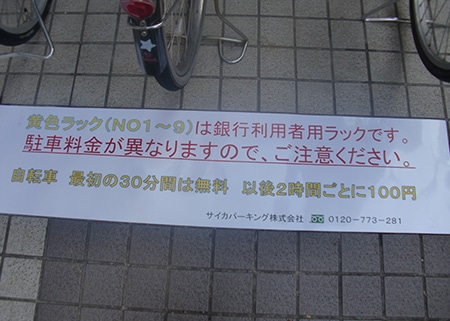 黄色ラック(NO1～9)は銀行利用者用ラックです。
駐車料金が異なりますので、ご注意ください。
自転車 最初の30分間は無料 以後2時間ごとに100円
サイカパーキング株式会社 0120-773-281